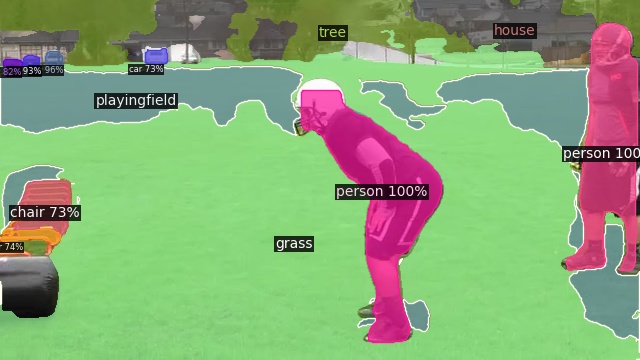 tree
house
82%
93%
96%
car 73%
playingfield
person 100
person 100%
chair 73%
grass
r 74%